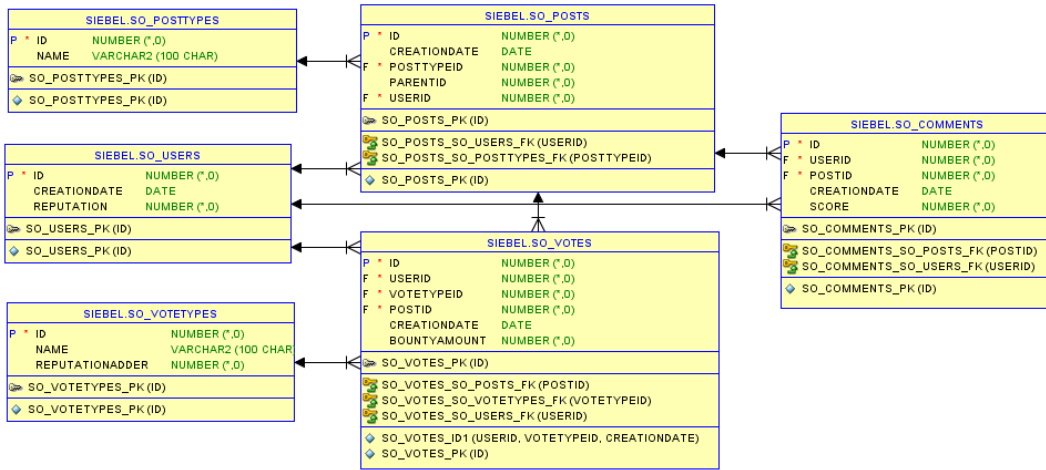 SIEBEL.SO_POSTTYPES
P * ID NUMBER (*,0)
NAME VARCHAR2 (100 CHAR)
SO_POSTTYPES_PK (ID)
SO_POSTTYPES_PK (ID)
SIEBEL.SO_POSTS
P * ID NUMBER (*,0)
CREATIONDATE DATE
F * POSTTYPEID NUMBER (*,0)
PARENTID NUMBER (*,0)
F * USERID NUMBER (*,0)
SO_POSTS_PK (ID)
SO_POSTS_SO_USERS_FK (USERID)
SO_POSTS_SO_POSTTYPES_FK (POSTTYPEID)
SO_POSTS_PK (ID)
SIEBEL.SO_COMMENTS
P * ID NUMBER (*,0)
F * USERID NUMBER (*,0)
F * POSTID NUMBER (*,0)
CREATIONDATE DATE
SCORE NUMBER (*,0)
SO_COMMENTS_PK (ID)
SO_COMMENTS_SO_POSTS_FK (POSTID)
SO_COMMENTS_SO_USERS_FK (USERID)
SO_COMMENTS_PK (ID)
SIEBEL.SO_USERS
P * ID NUMBER (*,0)
CREATIONDATE DATE
REPUTATION NUMBER (*,0)
SO_USERS_PK (ID)
SO_USERS_PK (ID)
SIEBEL.SO_VOTES
P * ID NUMBER (*,0)
F * USERID NUMBER (*,0)
F * VOTETYPEID NUMBER (*,0)
F * POSTID NUMBER (*,0)
CREATIONDATE DATE
BOUNTYAMOUNT NUMBER (*,0)
SO_VOTES_PK (ID)
SO_VOTES_SO_POSTS_FK (POSTID)
SO_VOTES_SO_VOTETYPES_FK (VOTETYPEID)
SO_VOTES_SO_USERS_FK (USERID)
SO_VOTES_ID1 (USERID, VOTETYPEID, CREATIONDATE)
SO_VOTES_PK (ID)
SIEBEL.SO_VOTETYPES
P * ID NUMBER (*,0)
NAME VARCHAR2 (100 CHAR
REPUTATIONADDER NUMBER (*,0)
SO_VOTETYPES_PK (ID)
SO_VOTETYPES_PK (ID)